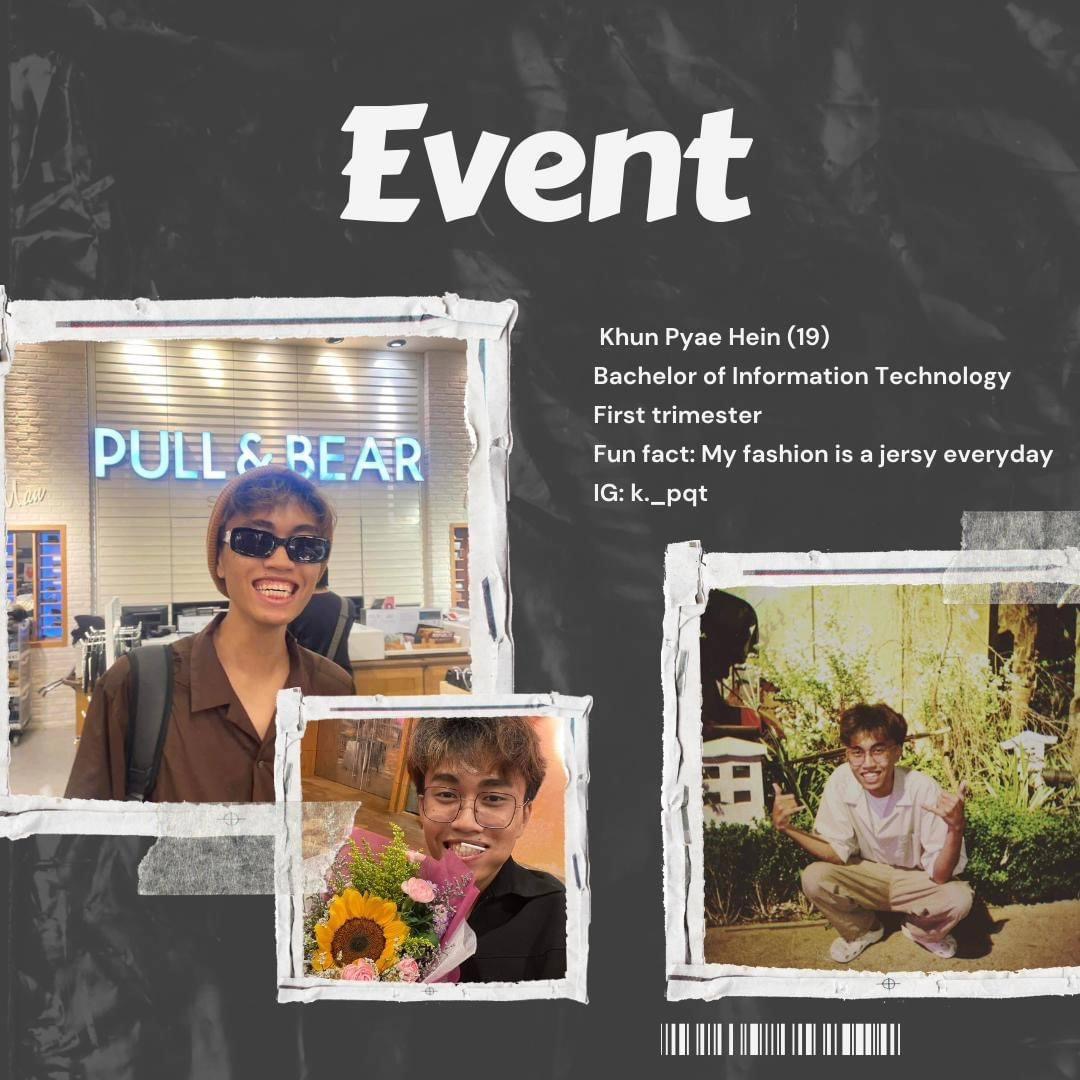 Event
Khun Pyae Hein (19)
Bachelor of Information Technology
First trimester
Fun fact: My fashion is a jersy everyday
IG: k._pqt
PULL & BEAR
Man